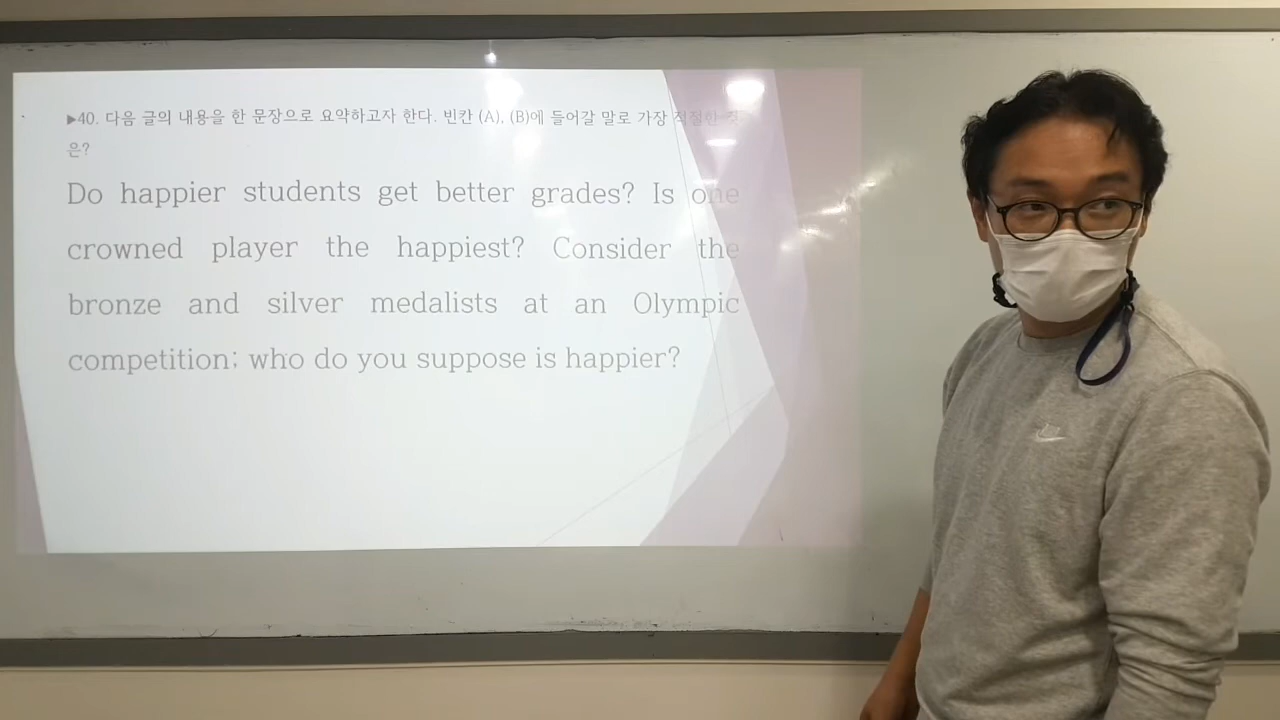 ▶40. 다음 글의 내용을 한 문장으로 요약하고자 한다. 빈칸 (A), (B)에 들어갈 말로 가장 적절한 것
은?
Do happier students get better grades? Is one
crowned player the happiest? Consider the
bronze and silver medalists at an Olympic
competition; who do you suppose is happier?